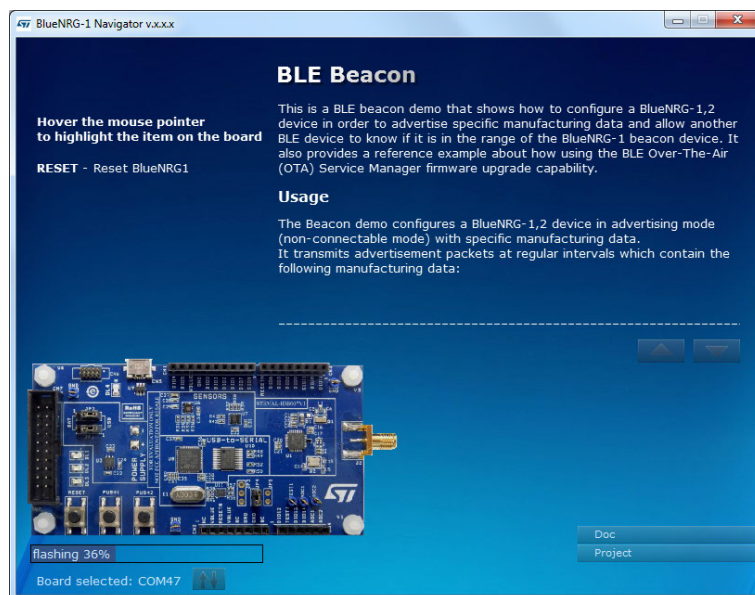 BlueNRG-1 Navigator v.x.x.x
BLE Beacon
This is a BLE beacon demo that shows how to configure a BlueNRG-1,2
device in order to advertise specific manufacturing data and allow another
BLE device to know if it is in the range of the BlueNRG-1 beacon device. It
also provides a reference example about how using the BLE Over-The-Air
(OTA) Service Manager firmware upgrade capability.
Hover the mouse pointer
to highlight the item on the board
RESET - Reset BlueNRG1
Usage
The Beacon demo configures a BlueNRG-1,2 device in advertising mode
(non-connectable mode) with specific manufacturing data.
It transmits advertisement packets at regular intervals which contain the
following manufacturing data:
SENSORS
RoHS
USB-to-SERIAL
POWER
SUPPLY
RESET
PUSH1
PUSH2
Doc
Project
flashing 36%
Board selected: COM47